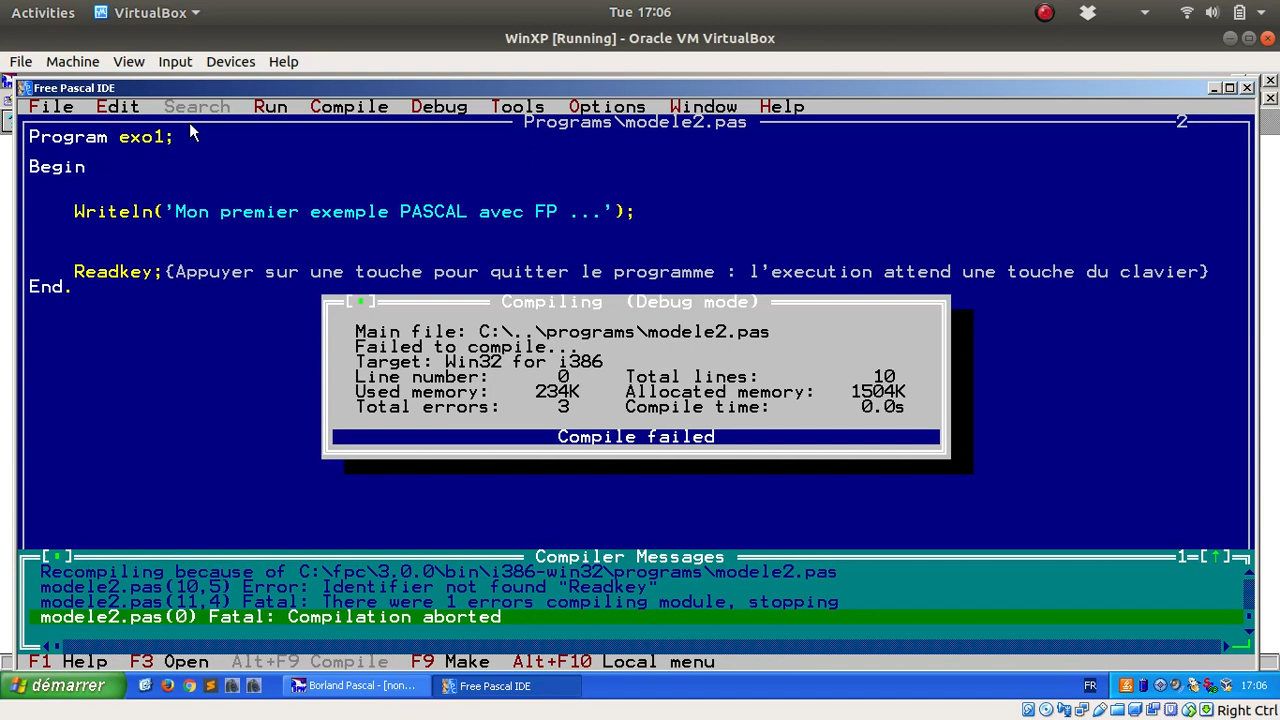 Activities VirtualBox Tue 17:06
WinXP [Running] - Oracle VM VirtualBox
File Machine View Input Devices Help
Free Pascal IDE
File Edit Search Run Compile Debug Tools Options Window Help
Programs\modele2.pas 2
Program exo1;
Begin
Writeln('Mon premier exemple PASCAL avec FP ...');
Readkey;{Appuyer sur une touche pour quitter le programme : l'execution attend une touche du clavier}
End.
Compiling (Debug mode)
Main file: C:\..\programs\modele2.pas
Failed to compile...
Target: Win32 for i386
Line number: 0 Total lines: 10
Used memory: 234K Allocated memory: 1504K
Total errors: 3 Compile time: 0.0s
Compile failed
Compiler Messages 1
Recompiling because of C:\fpc\3.0.0\bin\i386-win32\programs\modele2.pas
modele2.pas(10,5) Error: Identifier not found "Readkey"
modele2.pas(11,4) Fatal: There were 1 errors compiling module, stopping
modele2.pas(0) Fatal: Compilation aborted
F1 Help F3 Open Alt+F9 Compile F9 Make Alt+F10 Local menu
démarrer Borland Pascal - [non... Free Pascal IDE FR 17:06
Right Ctrl